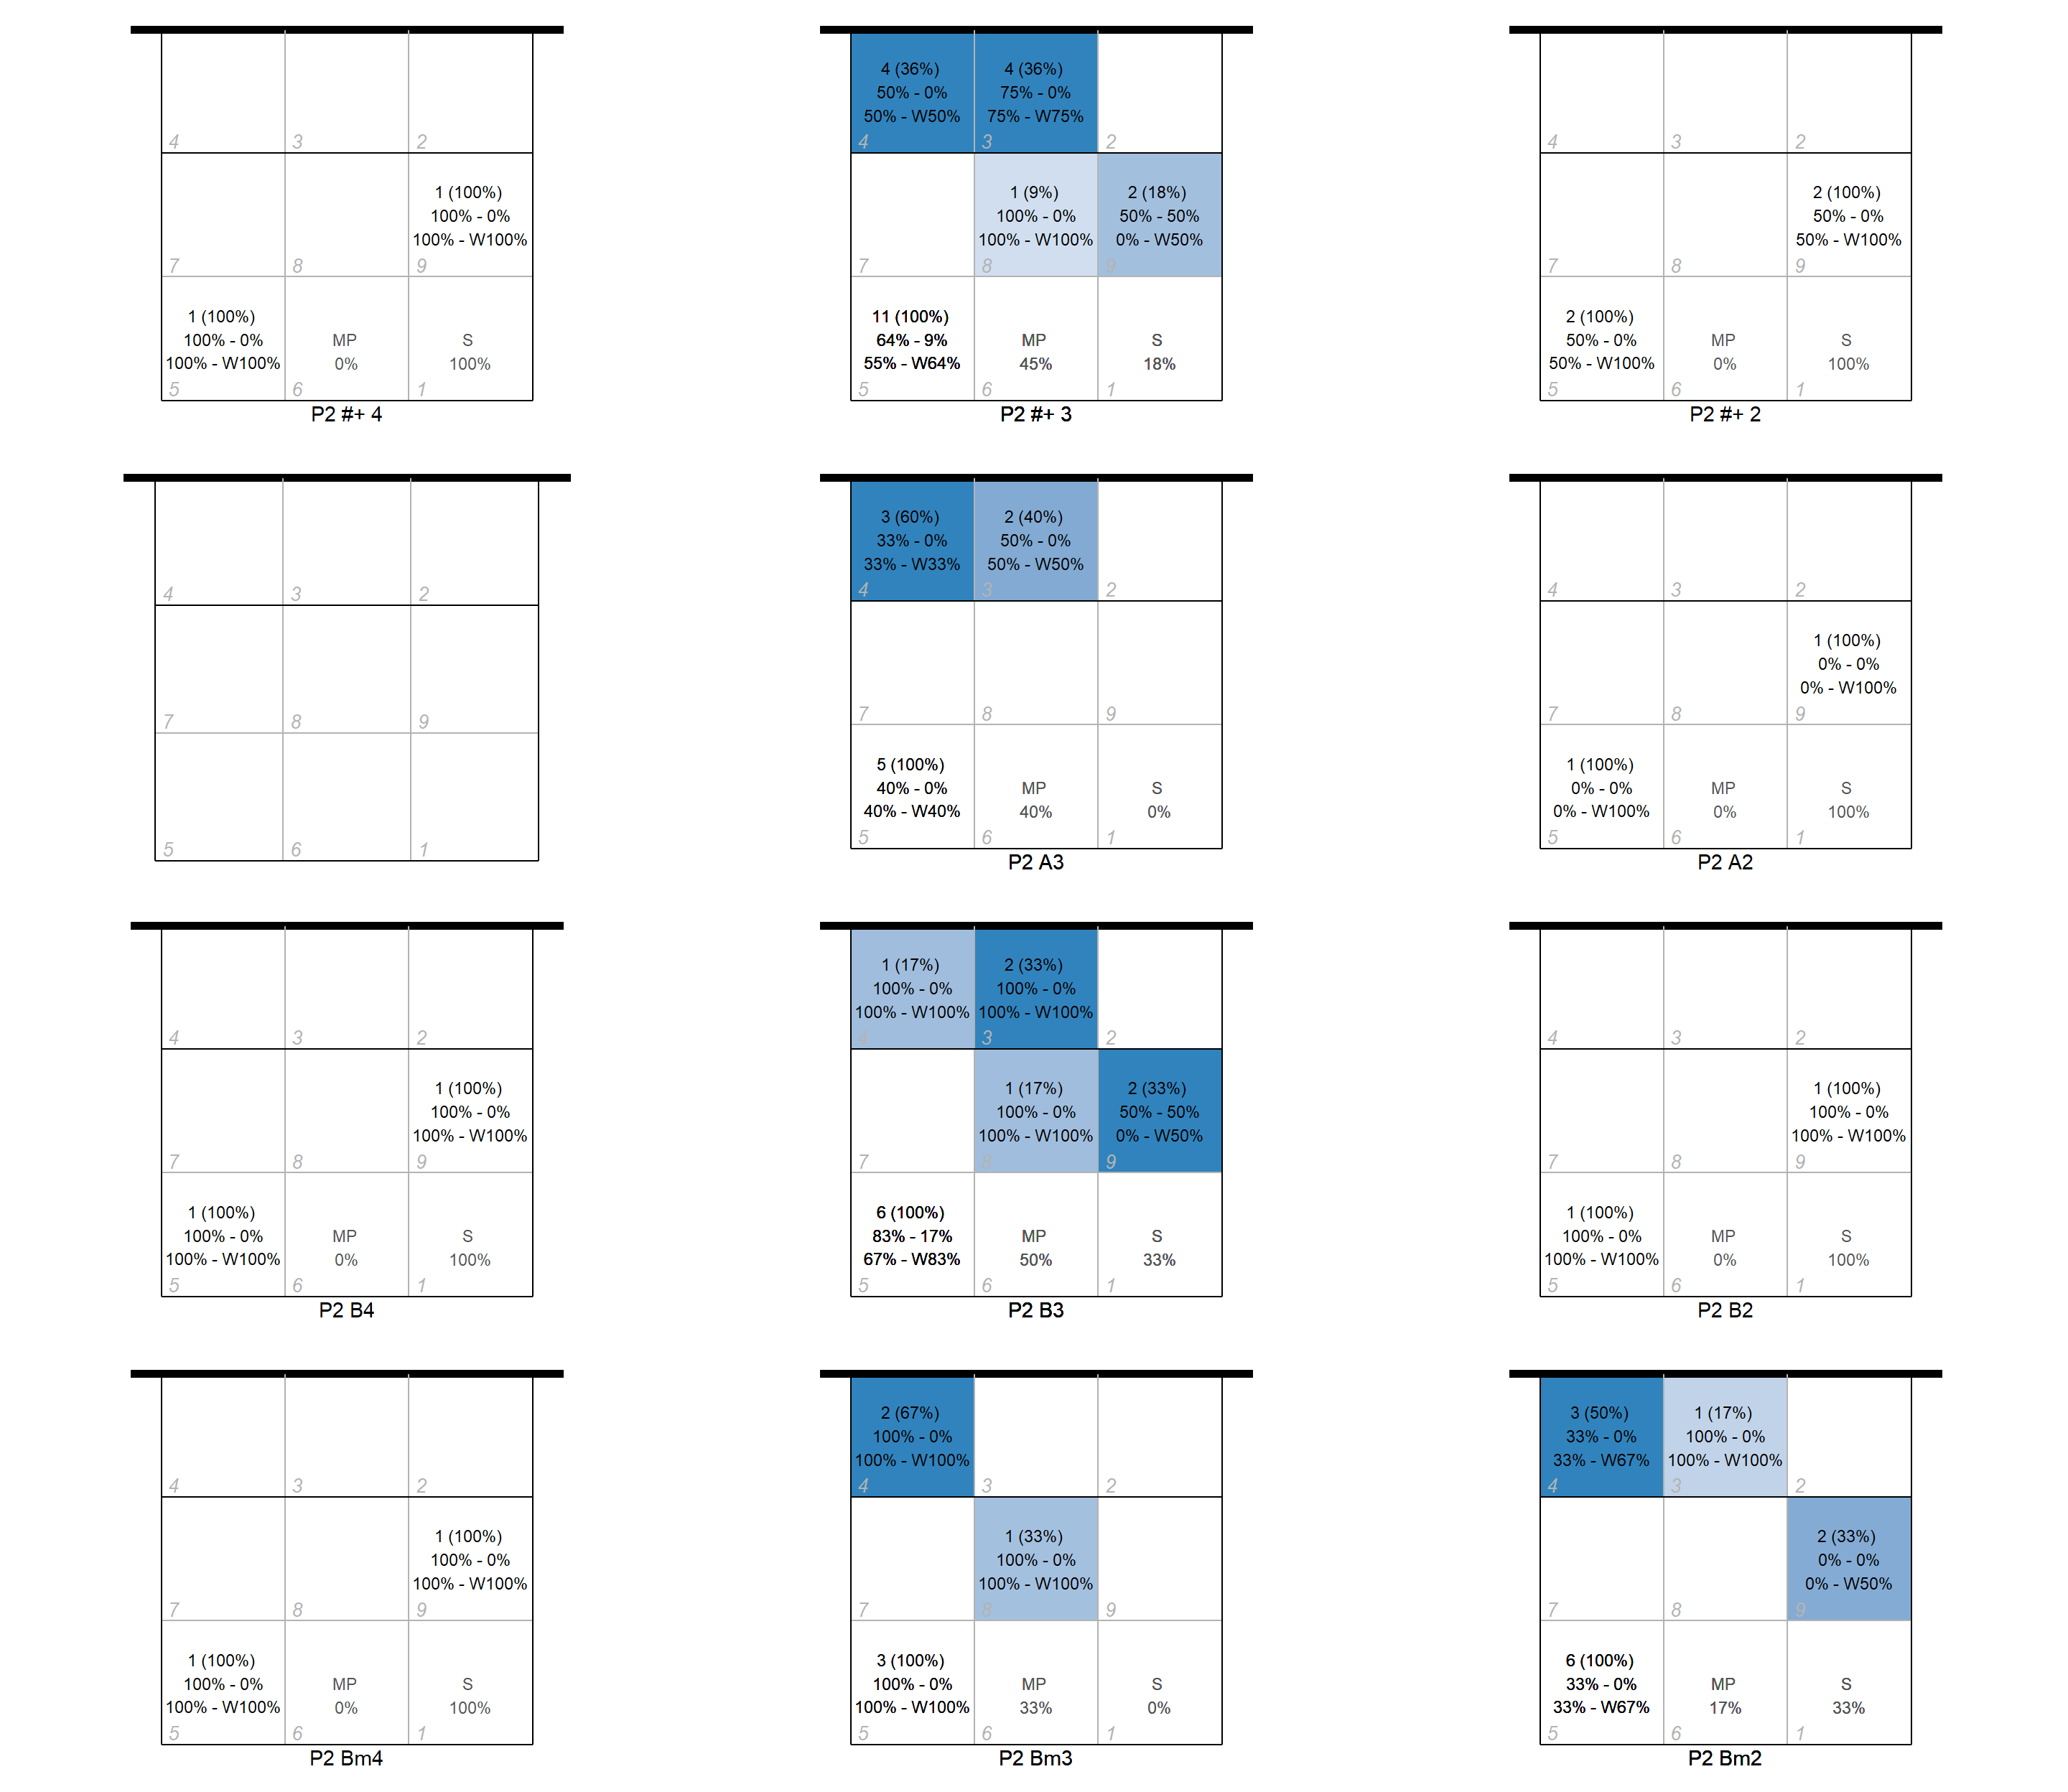 4 (36%) 4 (36%)
50% - 0% 75% - 0%
50% - W50% 75% - W75%
4 3 2 4 3 2 4 3 2
1 (100%) 1 (9%) 2 (18%) 2 (100%)
100% - 0% 100% - 0% 50% - 50% 50% - 0%
100% - W100% 100% - W100% 0% - W50% 50% - W100%
7 8 9 7 8 9 7 8 9
1 (100%) 11 (100%) 2 (100%)
100% - 0% MP S 64% - 9% MP S 50% - 0% MP S
100% - W100% 0% 100% 55% - W64% 45% 18% 50% - W100% 0% 100%
5 6 1 5 6 1 5 6 1
P2 #+ 4 P2 #+ 3 P2 #+ 2
3 (60%) 2 (40%)
33% - 0% 50% - 0%
33% - W33% 50% - W50%
4 3 2 4 3 2 4 3 2
1 (100%)
0% - 0%
0% - W100%
7 8 9 7 8 9 7 8 9
5 (100%) 1 (100%)
40% - 0% MP S 0% - 0% MP S
40% - W40% 40% 0% 0% - W100% 0% 100%
5 6 1 5 6 1 5 6 1
P2 A3 P2 A2
1 (17%) 2 (33%)
100% - 0% 100% - 0%
100% - W100% 100% - W100%
4 3 2 4 3 2 4 3 2
1 (100%) 1 (17%) 2 (33%) 1 (100%)
100% - 0% 100% - 0% 50% - 50% 100% - 0%
100% - W100% 100% - W100% 0% - W50% 100% - W100%
7 8 9 7 8 9 7 8 9
1 (100%) 6 (100%) 1 (100%)
100% - 0% MP S 83% - 17% MP S 100% - 0% MP S
100% - W100% 0% 100% 67% - W83% 50% 33% 100% - W100% 0% 100%
5 6 1 5 6 1 5 6 1
P2 B4 P2 B3 P2 B2
2 (67%) 3 (50%) 1 (17%)
100% - 0% 33% - 0% 100% - 0%
100% - W100% 33% - W67% 100% - W100%
4 3 2 4 3 2 4 3 2
1 (100%) 1 (33%) 2 (33%)
100% - 0% 100% - 0% 0% - 0%
100% - W100% 100% - W100% 0% - W50%
7 8 9 7 8 9 7 8 9
1 (100%) 3 (100%) 6 (100%)
100% - 0% MP S 100% - 0% MP S 33% - 0% MP S
100% - W100% 0% 100% 100% - W100% 33% 0% 33% - W67% 17% 33%
5 6 1 5 6 1 5 6 1
P2 Bm4 P2 Bm3 P2 Bm2